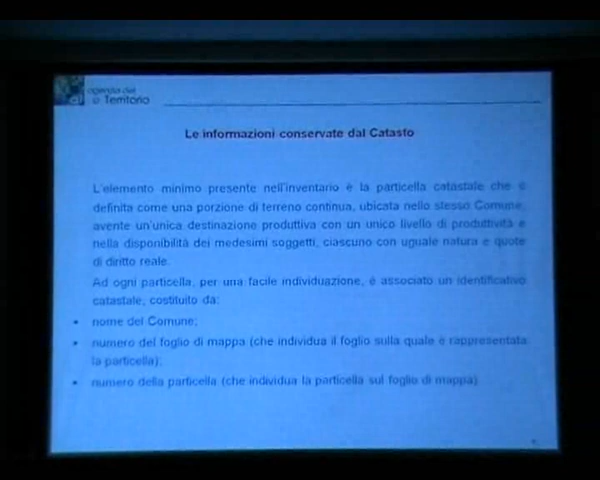 agenzia del
Territorio
Le informazioni conservate dal Catasto
L'elemento minimo presente nell'inventario è la particella catastale che è
definita come una porzione di terreno continua, ubicata nello stesso Comune,
avente un'unica destinazione produttiva con un unico livello di produttività e
nella disponibilità dei medesimi soggetti, ciascuno con uguale natura e quote
di diritto reale.
Ad ogni particella, per una facile individuazione, è associato un identificativo
catastale, costituito da:
• nome del Comune;
• numero del foglio di mappa (che individua il foglio sulla quale è rappresentata
la particella);
• numero della particella (che individua la particella sul foglio di mappa)